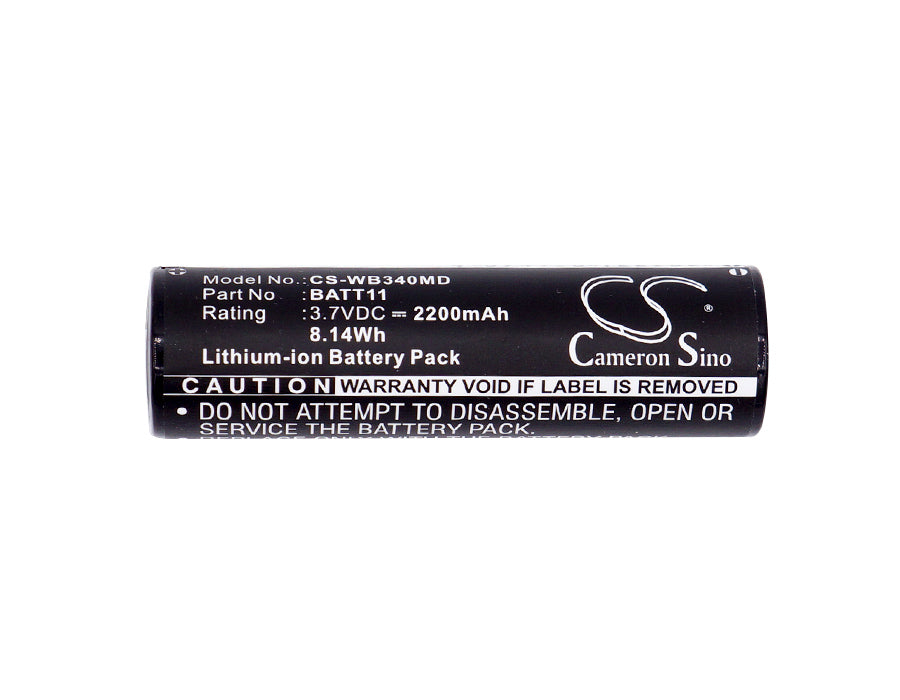 Model No.: CS-WB340MD
Part No : BATT11
Rating : 3.7VDC ⎓ 2200mAh
8.14Wh
Lithium-ion Battery Pack
CS ®
Cameron Sino
CAUTION WARRANTY VOID IF LABEL IS REMOVED
• DO NOT ATTEMPT TO DISASSEMBLE, OPEN OR
SERVICE THE BATTERY PACK.